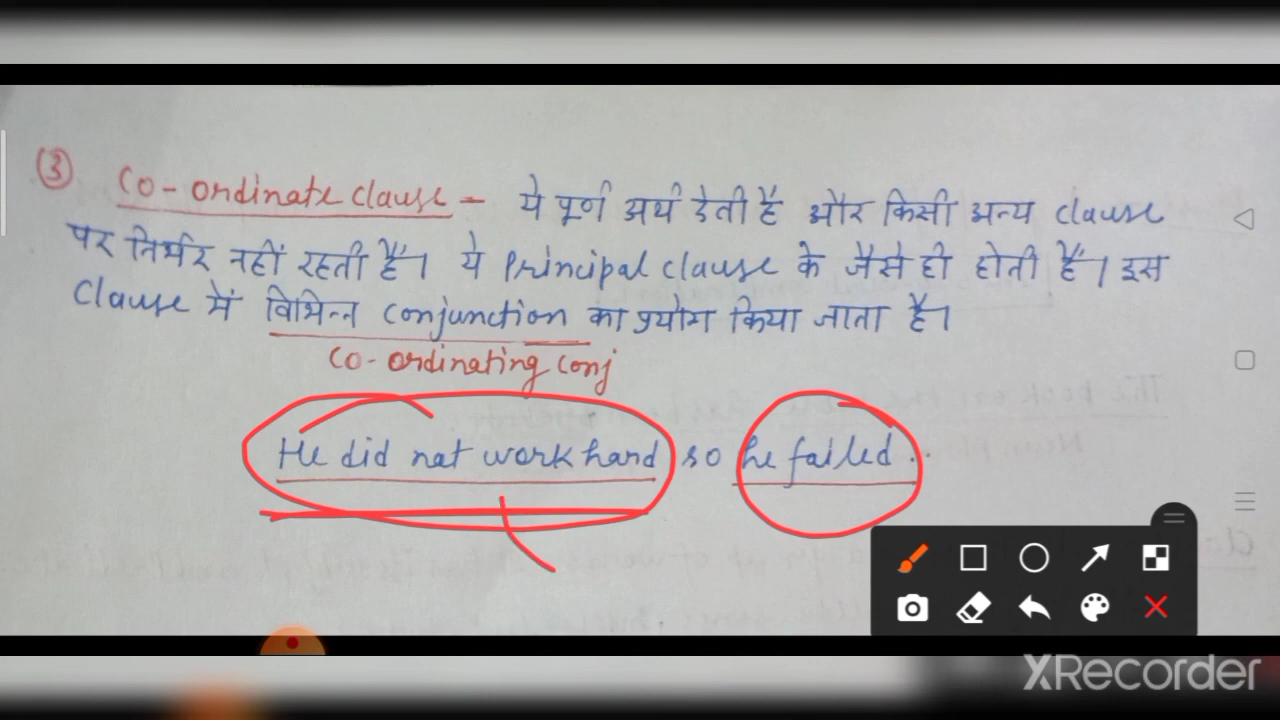 ③ Co-ordinate clause - ये पूर्ण अर्थ देती है और किसी अन्य clause
पर निर्भर नहीं रहती हैं। ये Principal clause के जैसे ही होती हैं। इस
Clause में विभिन्न conjunction का प्रयोग किया जाता है।
Co-ordinating conj
He did not work hard so he failed.
XRecorder